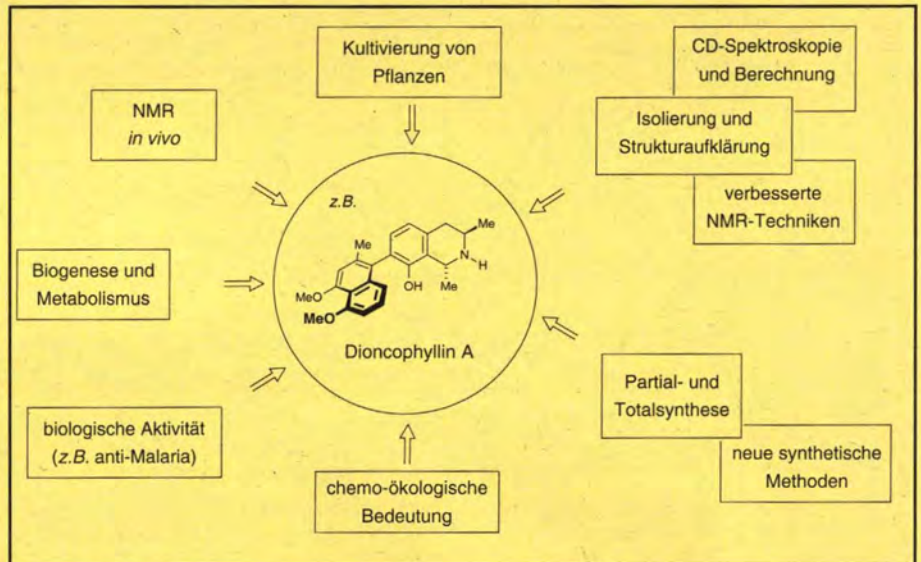 Kultivierung von
Pflanzen
CD-Spektroskopie
und Berechnung
NMR
in vivo
Isolierung und
Strukturaufklärung
verbesserte
NMR-Techniken
z.B.
Me
Me
N
H
OH
Me
MeO
MeO
Dioncophyllin A
Biogenese und
Metabolismus
Partial- und
Totalsynthese
biologische Aktivität
(z.B. anti-Malaria)
neue synthetische
Methoden
chemo-ökologische
Bedeutung